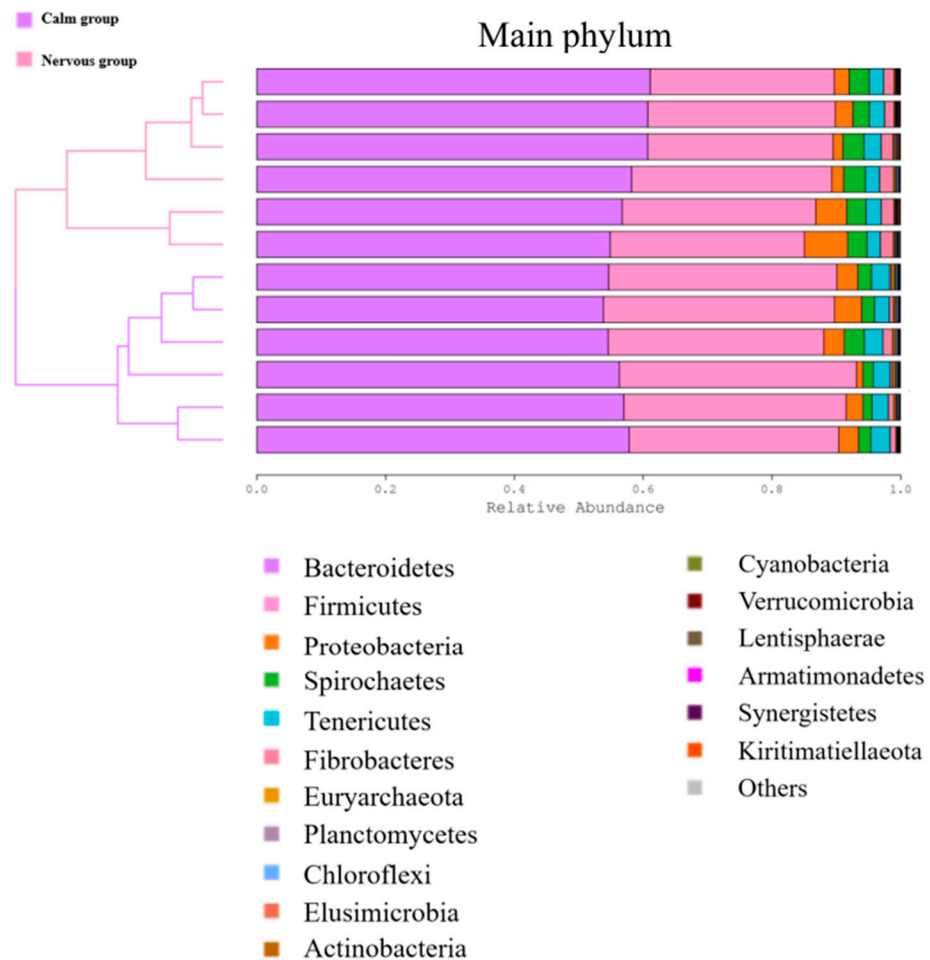 Calm group
Nervous group
Main phylum
0.0 0.2 0.4 0.6 0.8 1.0
Relative Abundance
Bacteroidetes
Firmicutes
Proteobacteria
Spirochaetes
Tenericutes
Fibrobacteres
Euryarchaeota
Planctomycetes
Chloroflexi
Elusimicrobia
Actinobacteria
Cyanobacteria
Verrucomicrobia
Lentisphaerae
Armatimonadetes
Synergistetes
Kiritimatiellaeota
Others